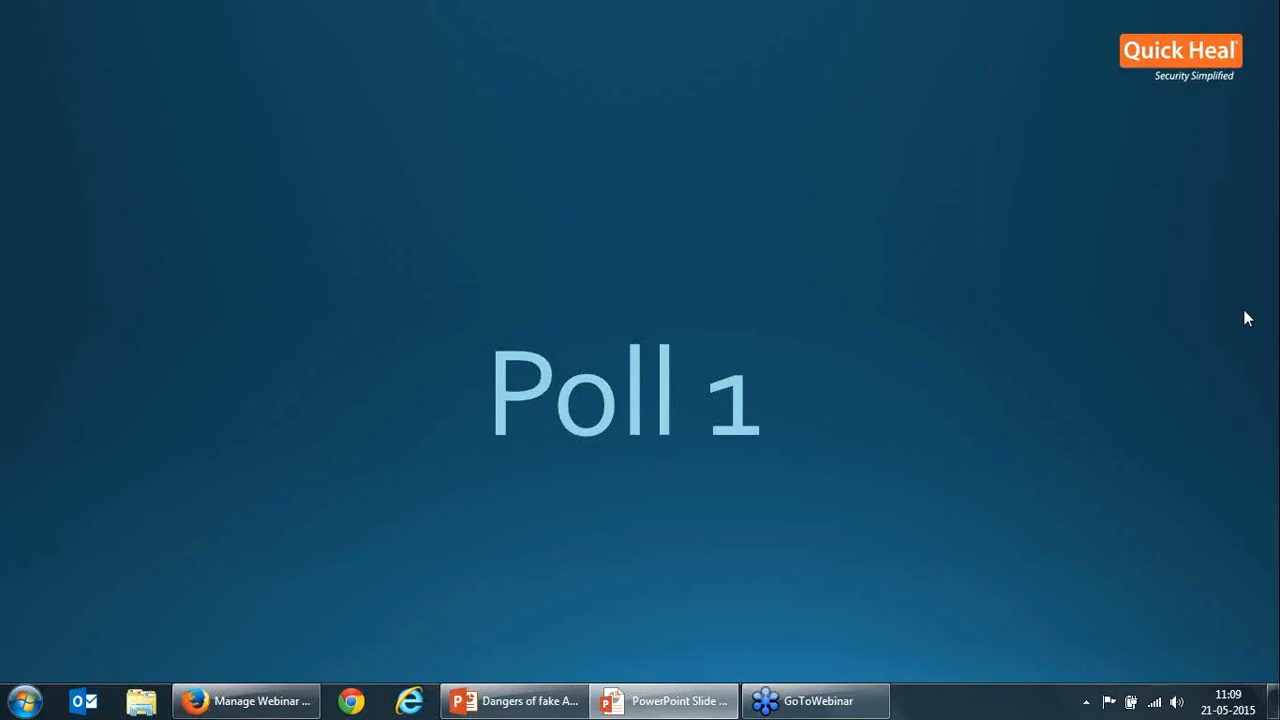 Quick Heal
Security Simplified
Poll 1
Manage Webinar ...
Dangers of fake A...
PowerPoint Slide ...
GoToWebinar
11:09
21-05-2015